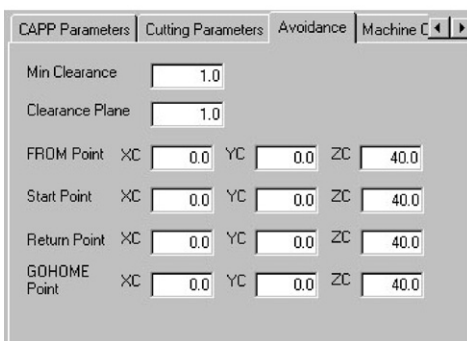 CAPP Parameters Cutting Parameters Avoidance Machine C
Min Clearance 1.0
Clearance Plane 1.0
FROM Point XC 0.0 YC 0.0 ZC 40.0
Start Point XC 0.0 YC 0.0 ZC 40.0
Return Point XC 0.0 YC 0.0 ZC 40.0
GOHOME
Point XC 0.0 YC 0.0 ZC 40.0